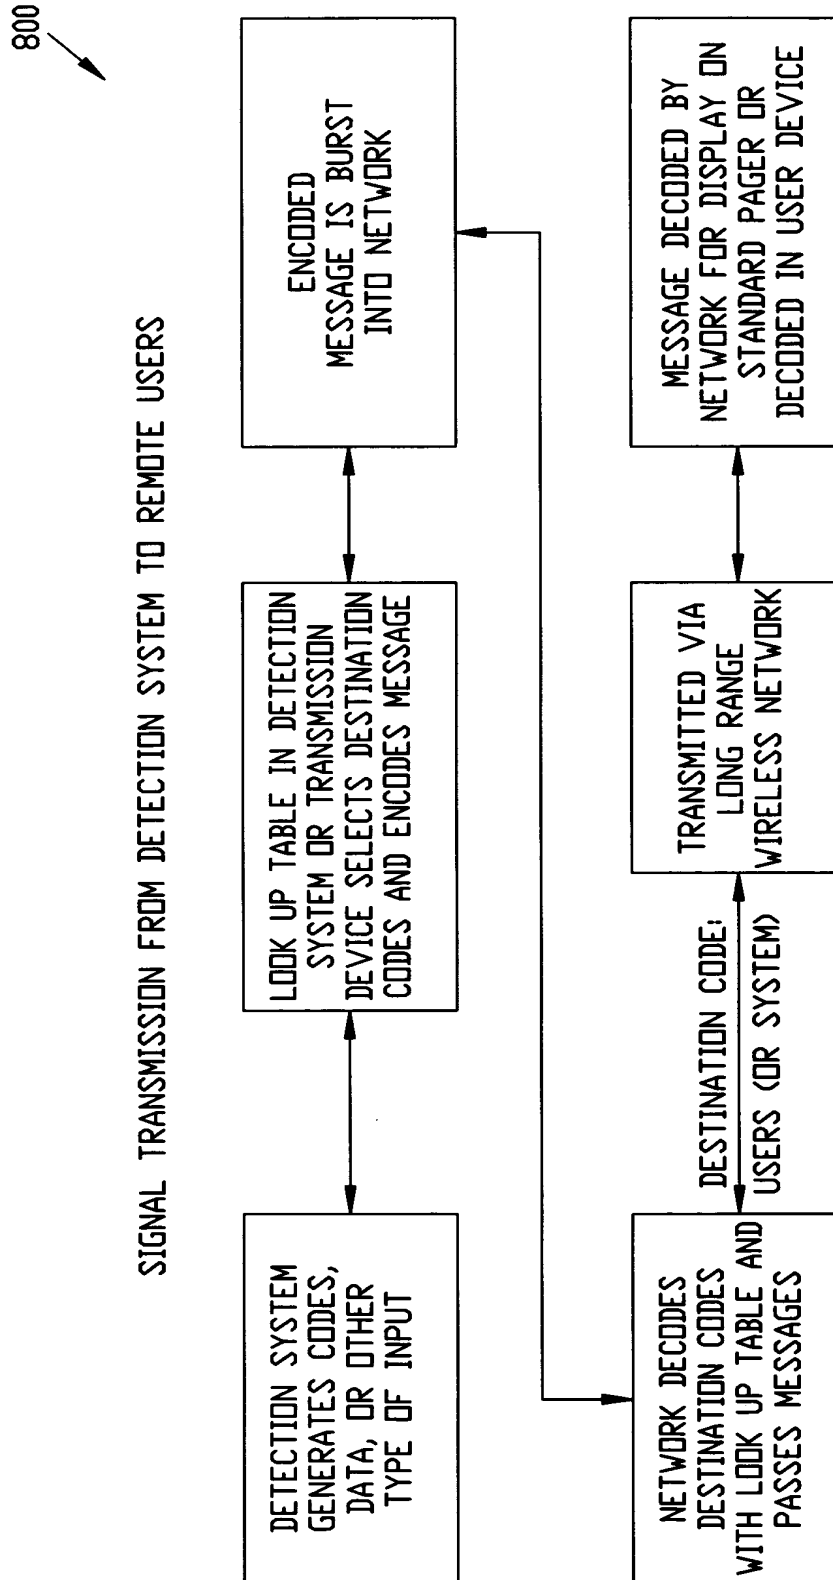 800
SIGNAL TRANSMISSION FROM DETECTION SYSTEM TO REMOTE USERS
DETECTION SYSTEM
GENERATES CODES,
DATA, OR OTHER
TYPE OF INPUT
LOOK UP TABLE IN DETECTION
SYSTEM OR TRANSMISSION
DEVICE SELECTS DESTINATION
CODES AND ENCODES MESSAGE
ENCODED
MESSAGE IS BURST
INTO NETWORK
NETWORK DECODES
DESTINATION CODES
WITH LOOK UP TABLE AND
PASSES MESSAGES
DESTINATION CODE:
USERS (OR SYSTEM)
TRANSMITTED VIA
LONG RANGE
WIRELESS NETWORK
MESSAGE DECODED BY
NETWORK FOR DISPLAY ON
STANDARD PAGER OR
DECODED IN USER DEVICE